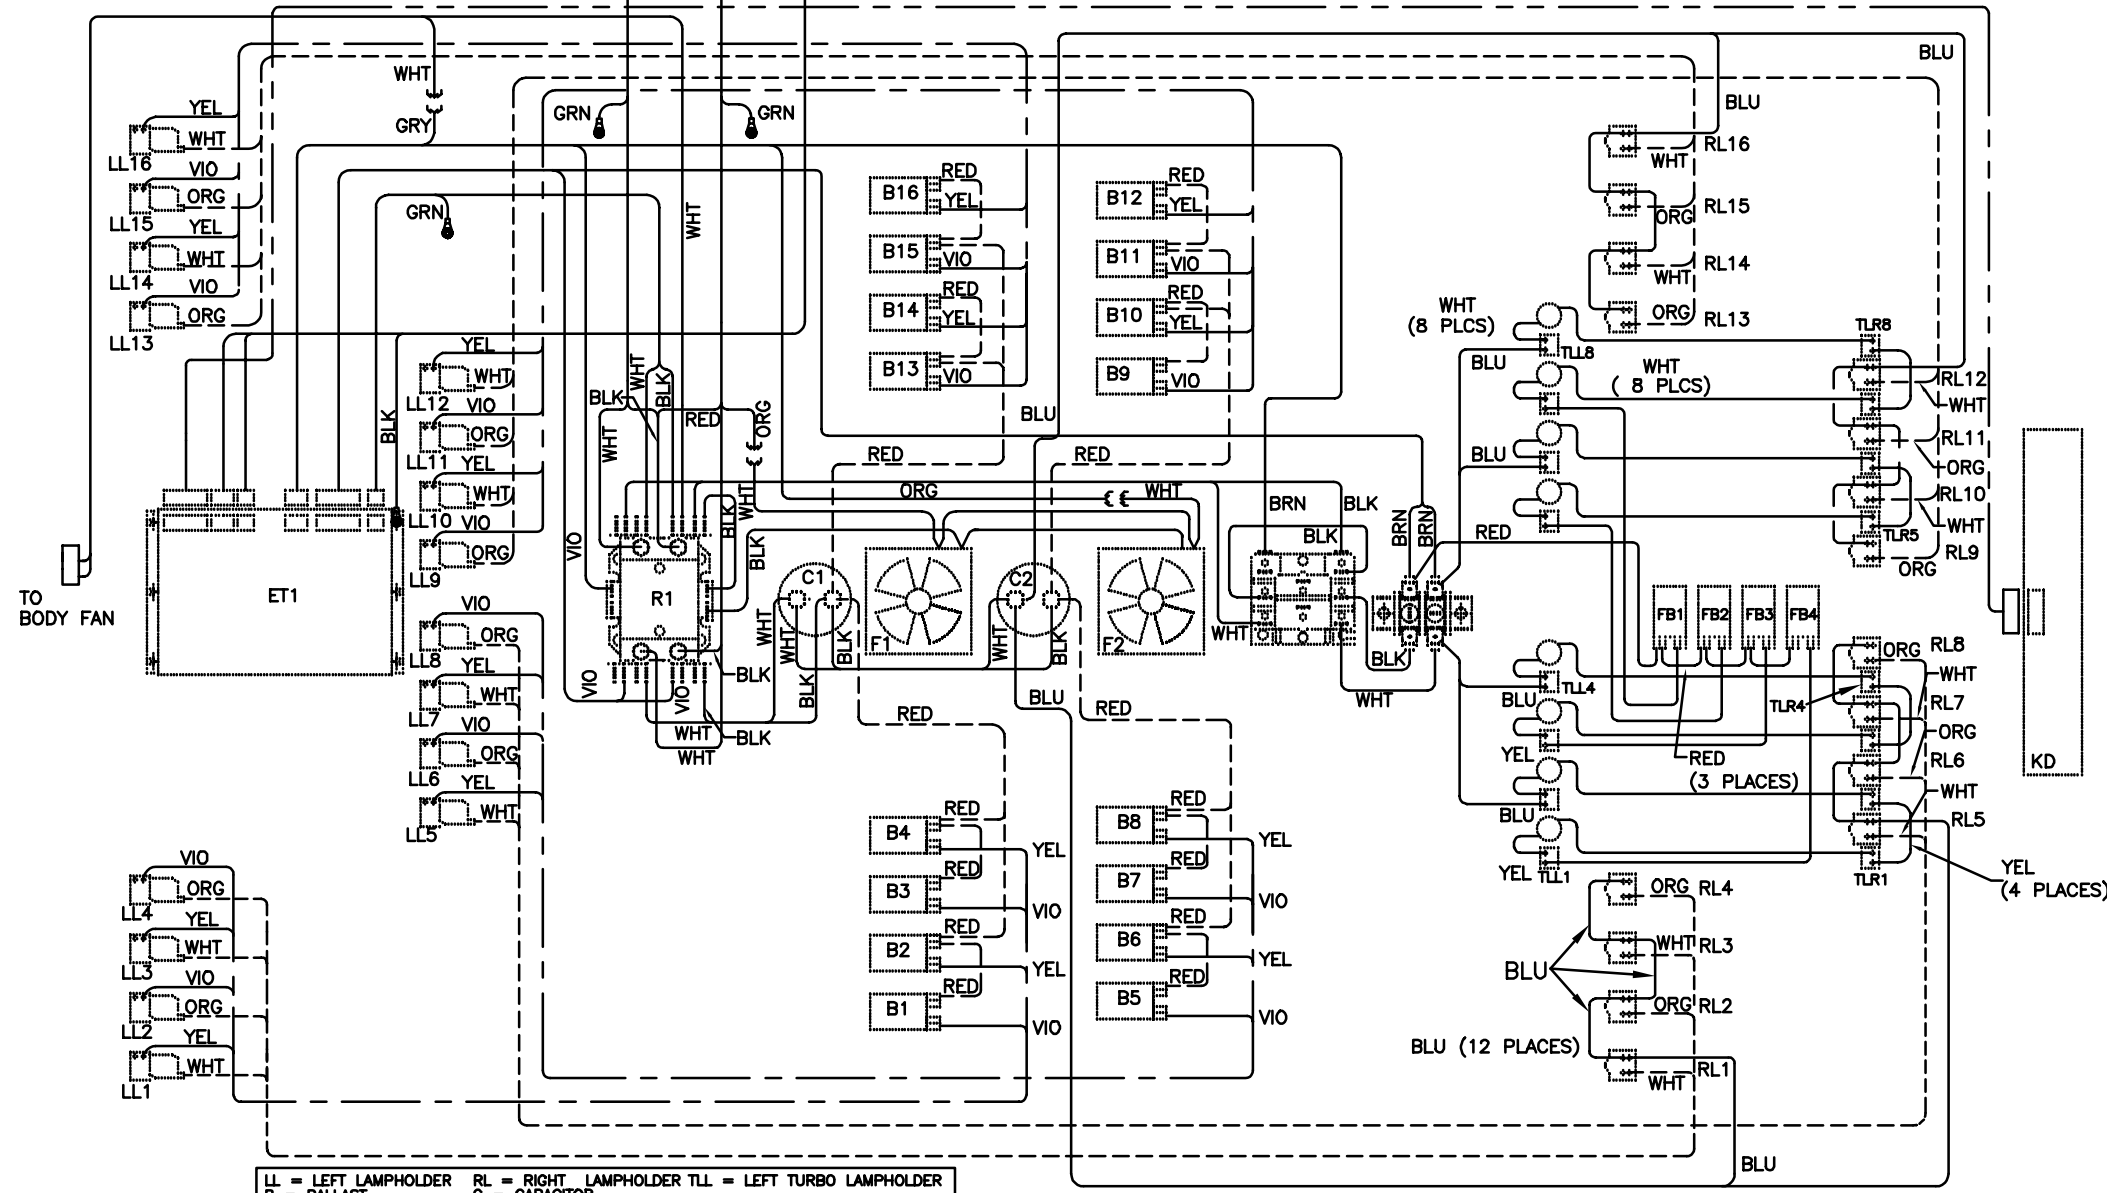 BLU
WHT
GRY
GRN
GRN
BLU
YEL
WHT
LL16
VIO
ORG
LL15
YEL
WHT
LL14
VIO
ORG
LL13
GRN
WHT
B16
RED
YEL
B15
VIO
B14
RED
YEL
B13
VIO
B12
RED
YEL
B11
VIO
B10
RED
YEL
B9
VIO
RL16
WHT
RL15
ORG
RL14
WHT
RL13
ORG
WHT
(8 PLCS)
TLL8
BLU
WHT
( 8 PLCS)
TLR8
RL12
WHT
RL11
ORG
RL10
WHT
TLR5
RL9
ORG
YEL
WHT
LL12
VIO
ORG
LL11
YEL
WHT
LL10
VIO
ORG
LL9
BLK
BLK
WHT
BLK
WHT
RED
ORG
BLU
RED
RED
BLU
ORG
WHT
BRN
BLK
BLK
BRN
BRN
RED
WHT
BLK
BLK
VIO
TO
BODY FAN
ET1
R1
C1
F1
C2
F2
WHT
WHT
BLK
BLK
WHT
BLK
WHT
BLK
WHT
FB1
FB2
FB3
FB4
KD
VIO
ORG
LL8
YEL
WHT
LL7
VIO
ORG
LL6
YEL
WHT
LL5
VIO
VIO
BLK
WHT
BLK
WHT
BLU
RED
RED
TLL4
BLU
YEL
BLU
YEL
TLL1
RED
(3 PLACES)
TLR4
ORG
RL8
WHT
RL7
ORG
RL6
WHT
RL5
TLR1
YEL
(4 PLACES)
VIO
ORG
LL4
YEL
WHT
LL3
VIO
ORG
LL2
YEL
WHT
LL1
B4
RED
YEL
B3
RED
VIO
B2
RED
YEL
B1
RED
VIO
B8
RED
YEL
B7
RED
VIO
B6
RED
YEL
B5
RED
VIO
ORG RL4
WHT RL3
BLU
ORG RL2
BLU (12 PLACES)
RL1
WHT
BLU
LL = LEFT LAMPHOLDER RL = RIGHT LAMPHOLDER TLL = LEFT TURBO LAMPHOLDER